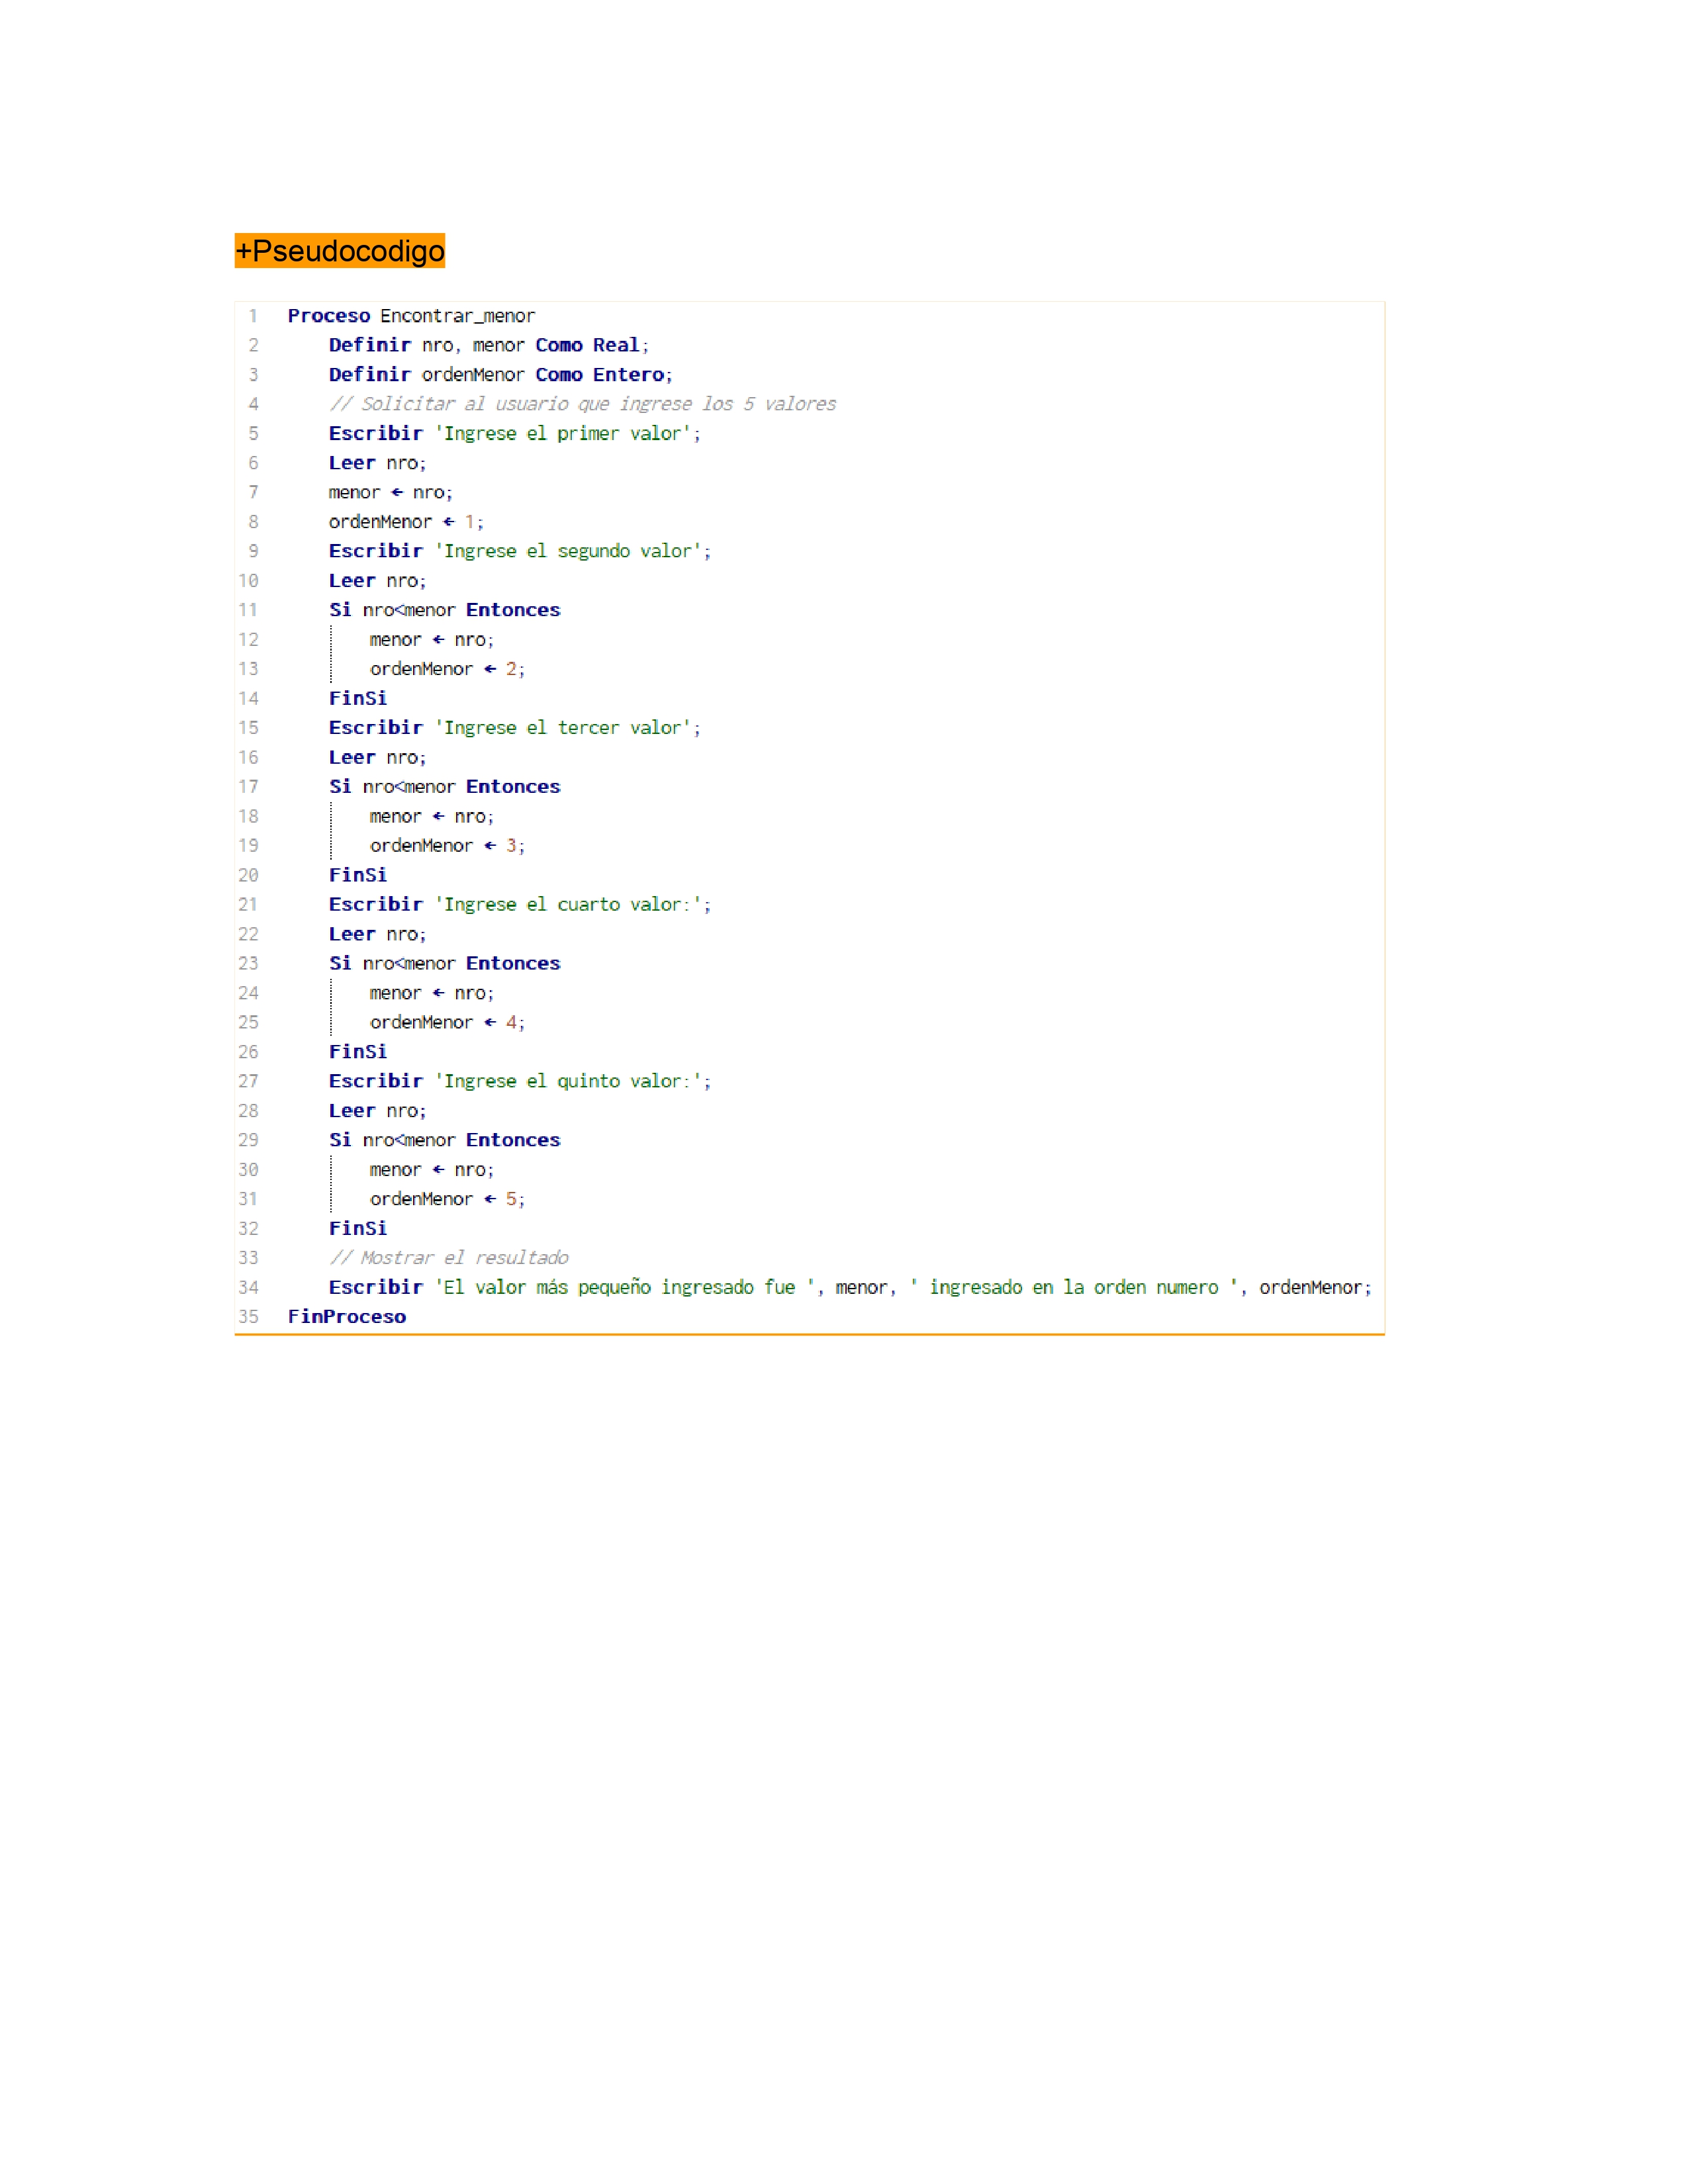 +Pseudocodigo
1 Proceso Encontrar_menor
2 Definir nro, menor Como Real;
3 Definir ordenMenor Como Entero;
4 // Solicitar al usuario que ingrese los 5 valores
5 Escribir 'Ingrese el primer valor';
6 Leer nro;
7 menor ← nro;
8 ordenMenor ← 1;
9 Escribir 'Ingrese el segundo valor';
10 Leer nro;
11 Si nro<menor Entonces
12 menor ← nro;
13 ordenMenor ← 2;
14 FinSi
15 Escribir 'Ingrese el tercer valor';
16 Leer nro;
17 Si nro<menor Entonces
18 menor ← nro;
19 ordenMenor ← 3;
20 FinSi
21 Escribir 'Ingrese el cuarto valor:';
22 Leer nro;
23 Si nro<menor Entonces
24 menor ← nro;
25 ordenMenor ← 4;
26 FinSi
27 Escribir 'Ingrese el quinto valor:';
28 Leer nro;
29 Si nro<menor Entonces
30 menor ← nro;
31 ordenMenor ← 5;
32 FinSi
33 // Mostrar el resultado
34 Escribir 'El valor más pequeño ingresado fue ', menor, ' ingresado en la orden numero ', ordenMenor;
35 FinProceso